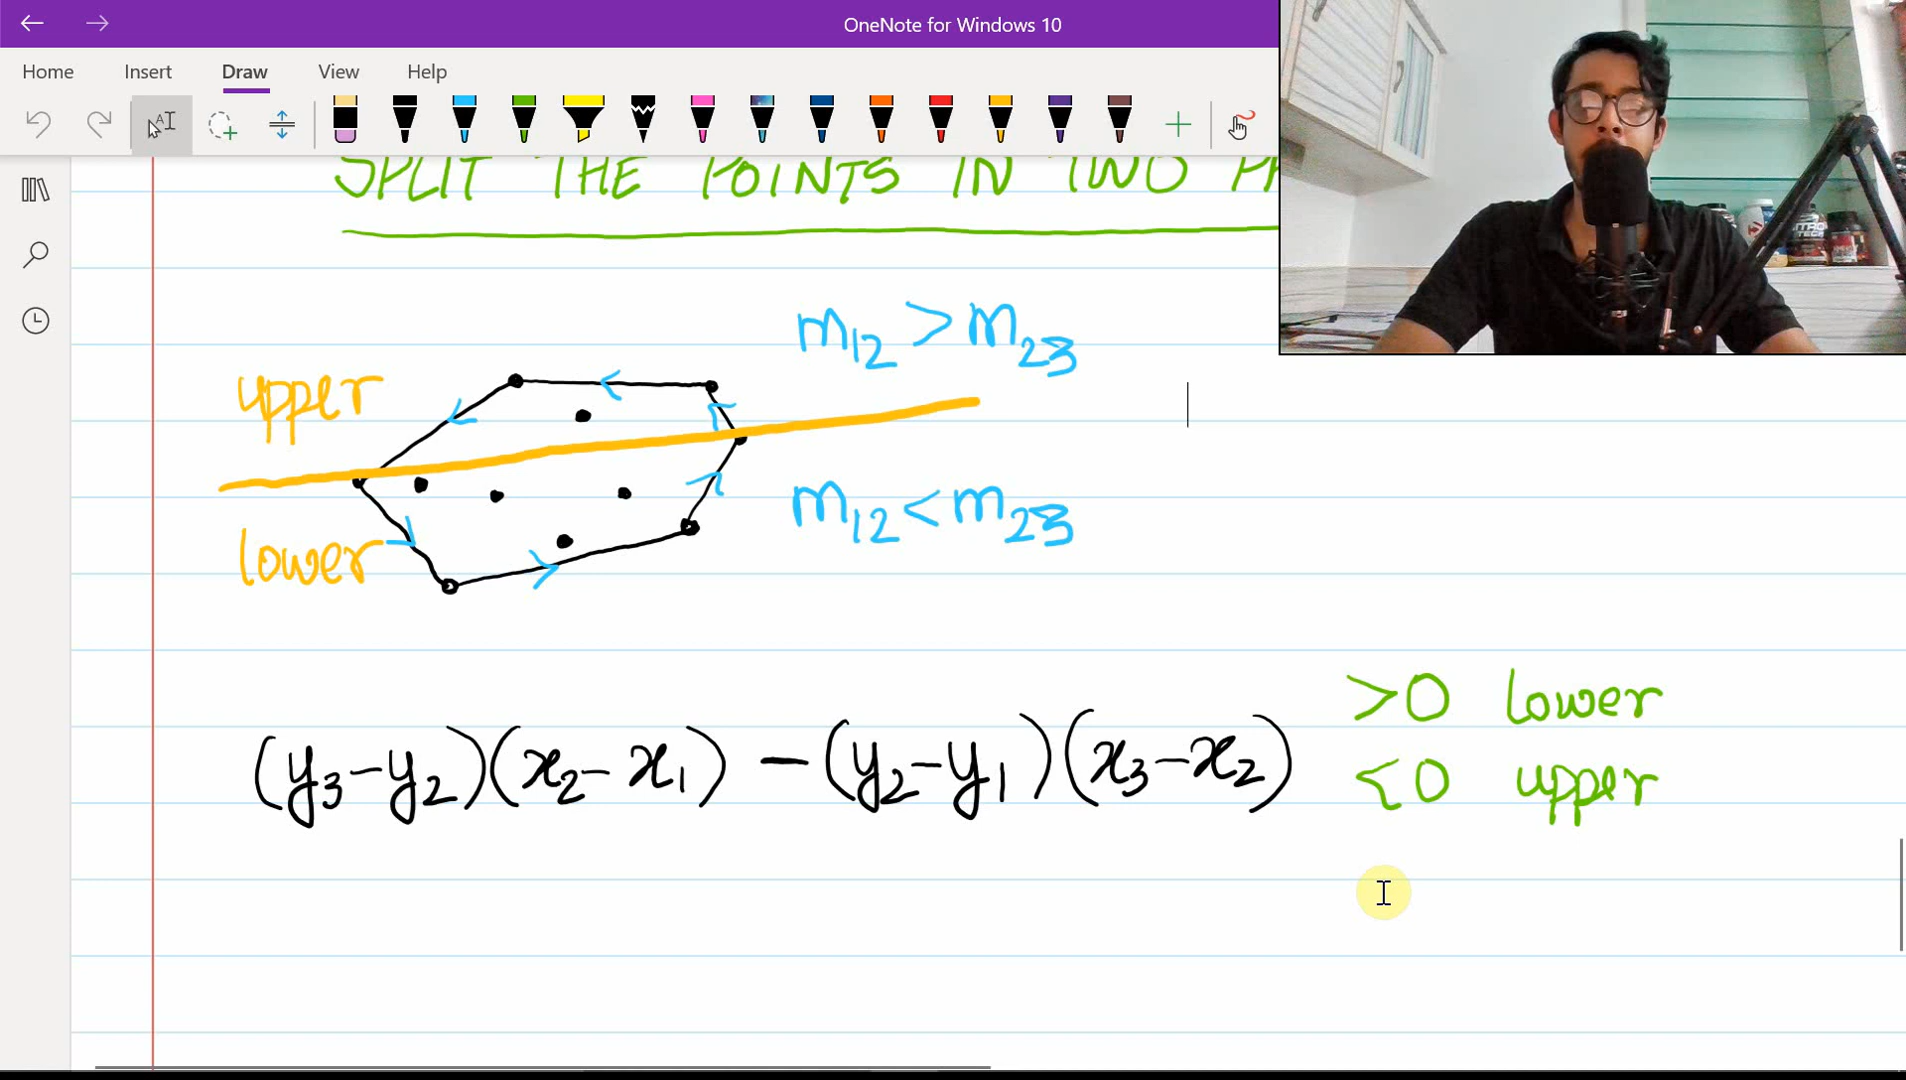 OneNote for Windows 10
Home Insert Draw View Help
SPLIT THE POINTS IN TWO
m12 > m23
upper
lower
m12 < m23
(y3-y2)(x2-x1) - (y2-y1)(x3-x2)
>0 lower
<0 upper